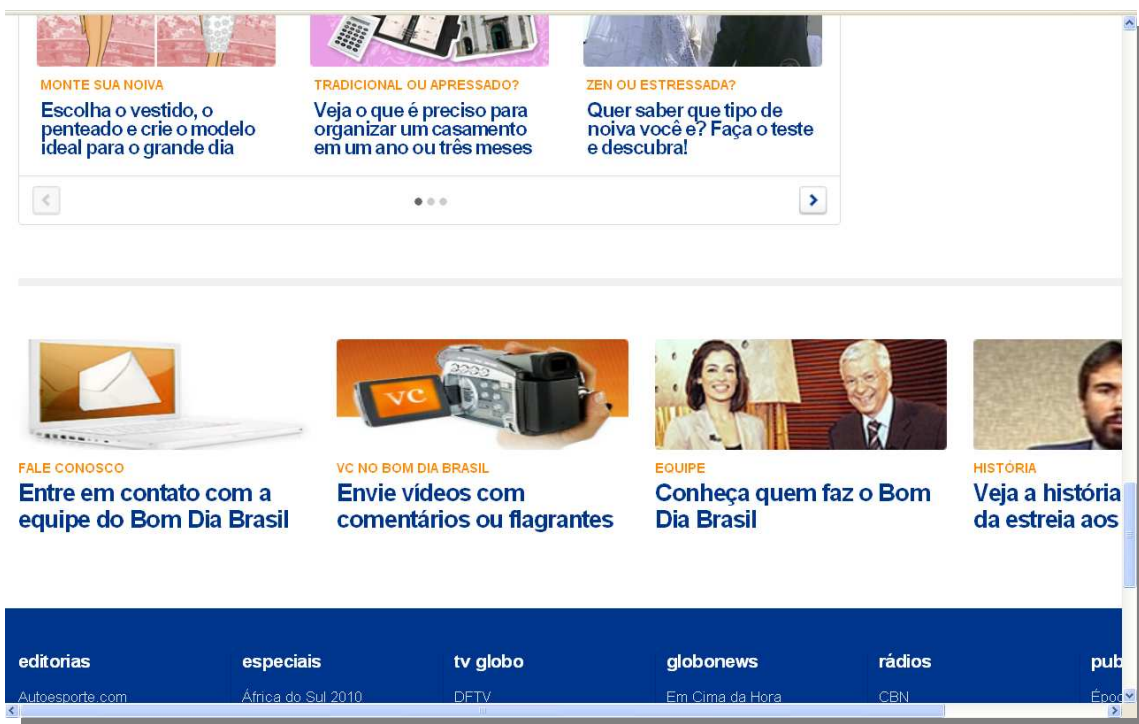 MONTE SUA NOIVA
Escolha o vestido, o
penteado e crie o modelo
ideal para o grande dia
TRADICIONAL OU APRESSADO?
Veja o que é preciso para
organizar um casamento
em um ano ou três meses
ZEN OU ESTRESSADA?
Quer saber que tipo de
noiva você e? Faça o teste
e descubra!
vc
FALE CONOSCO
Entre em contato com a
equipe do Bom Dia Brasil
VC NO BOM DIA BRASIL
Envie vídeos com
comentários ou flagrantes
EQUIPE
Conheça quem faz o Bom
Dia Brasil
HISTÓRIA
Veja a história
da estreia aos
editorias
especiais
tv globo
globonews
rádios
pub
Autoesporte.com
África do Sul 2010
DFTV
Em Cima da Hora
CBN
Époc